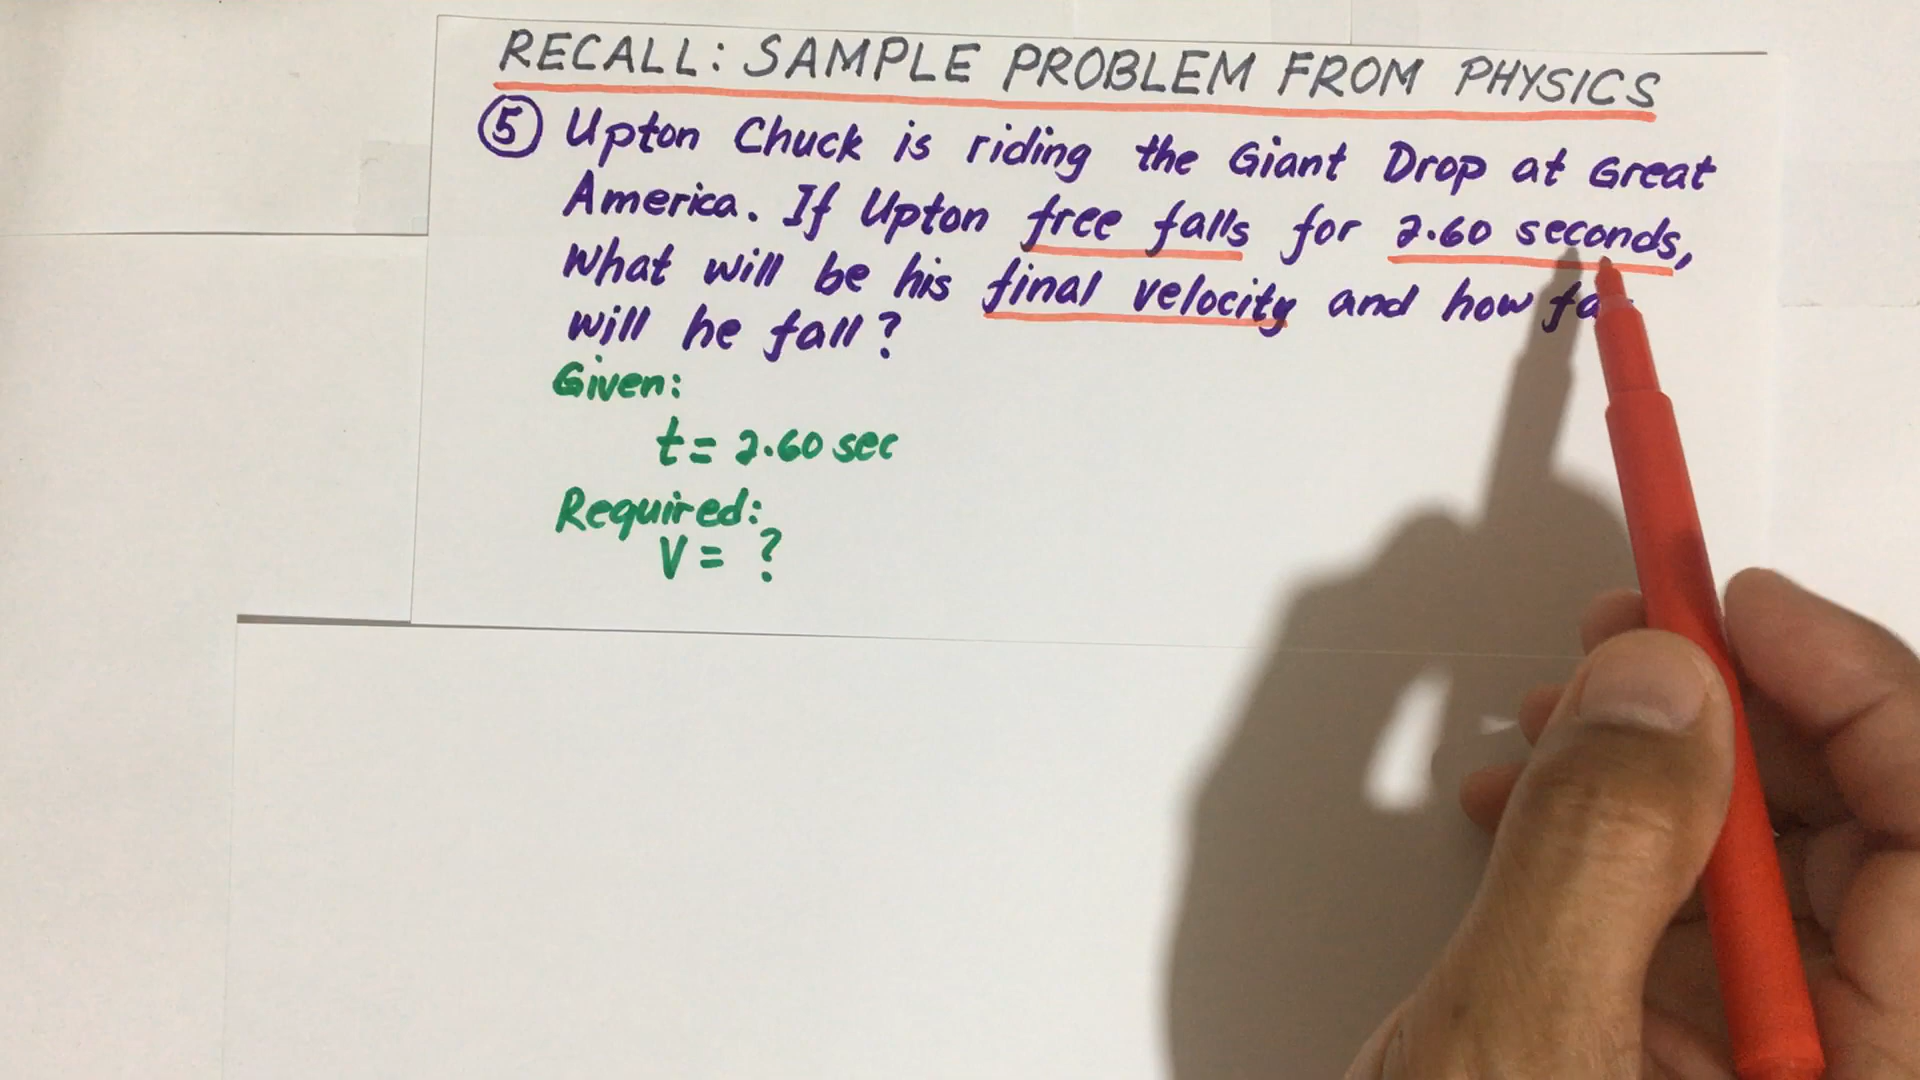 RECALL: SAMPLE PROBLEM FROM PHYSICS
⑤ Upton Chuck is riding the Giant Drop at Great
America. If Upton free falls for 2.60 seconds,
What will be his final velocity and how
will he fall?
Given:
t = 2.60 sec
Required:
V = ?